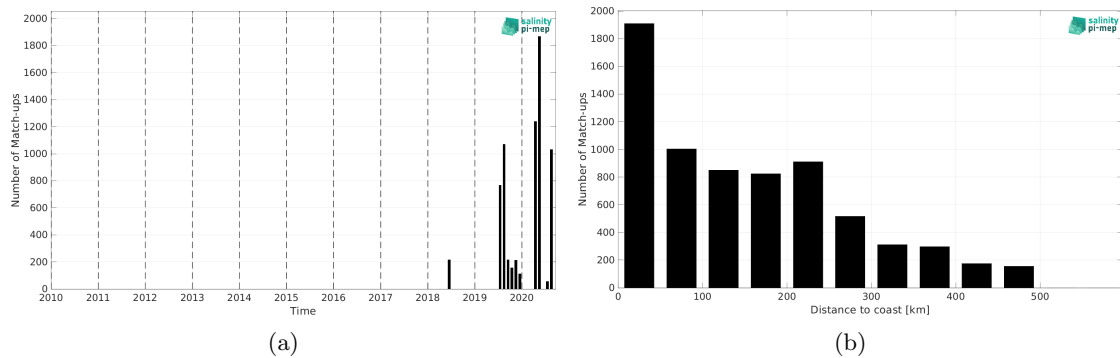 2000
1800
1600
1400
1200
1000
800
600
400
200
0
Number of Match-ups
2010 2011 2012 2013 2014 2015 2016 2017 2018 2019 2020
Time
salinity
pi-mep
(a)
2000
1800
1600
1400
1200
1000
800
600
400
200
0
Number of Match-ups
0 100 200 300 400 500
Distance to coast [km]
salinity
pi-mep
(b)